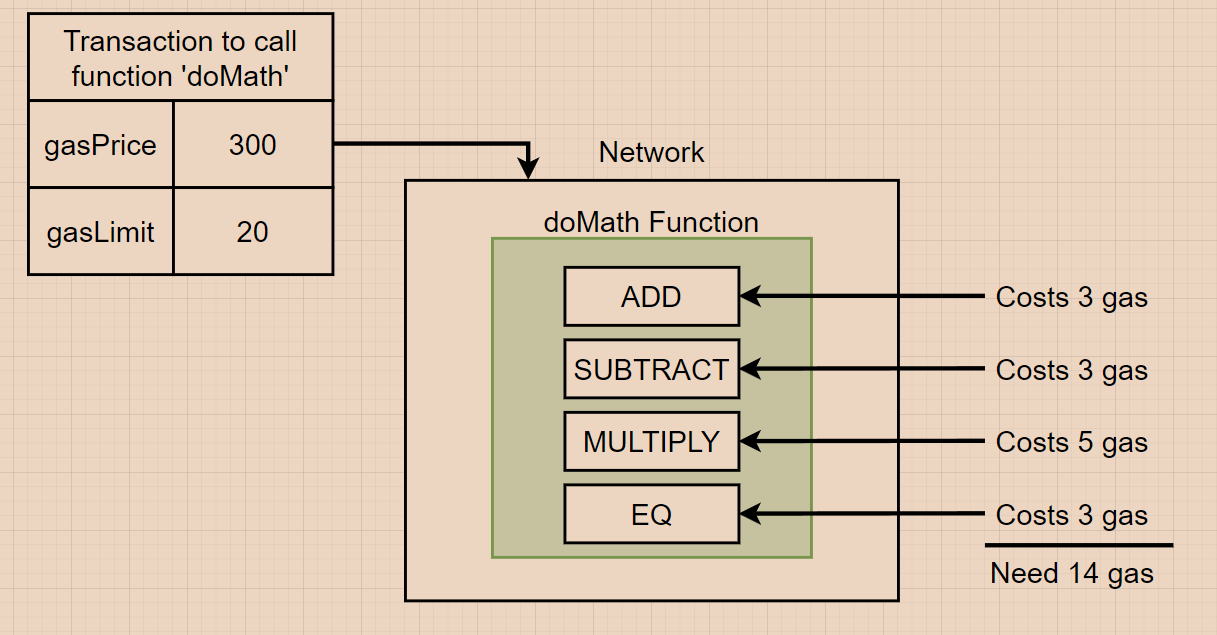 Transaction to call
function 'doMath'
gasPrice 300
gasLimit 20
Network
doMath Function
ADD Costs 3 gas
SUBTRACT Costs 3 gas
MULTIPLY Costs 5 gas
EQ Costs 3 gas
Need 14 gas